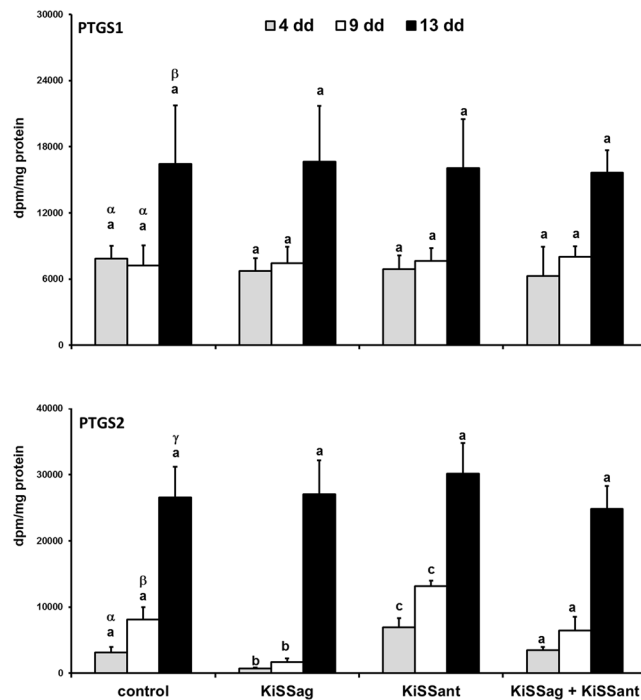 PTGS1
4 dd 9 dd 13 dd
30000
24000
18000
12000
6000
0
dpm/mg protein
α a
α a
β a
a
a
a
a
a
a
a
a
a
PTGS2
40000
30000
20000
10000
0
dpm/mg protein
α a
β a
γ a
b
b
a
c
c
a
a
a
a
control KiSSag KiSSant KiSSag + KiSSant